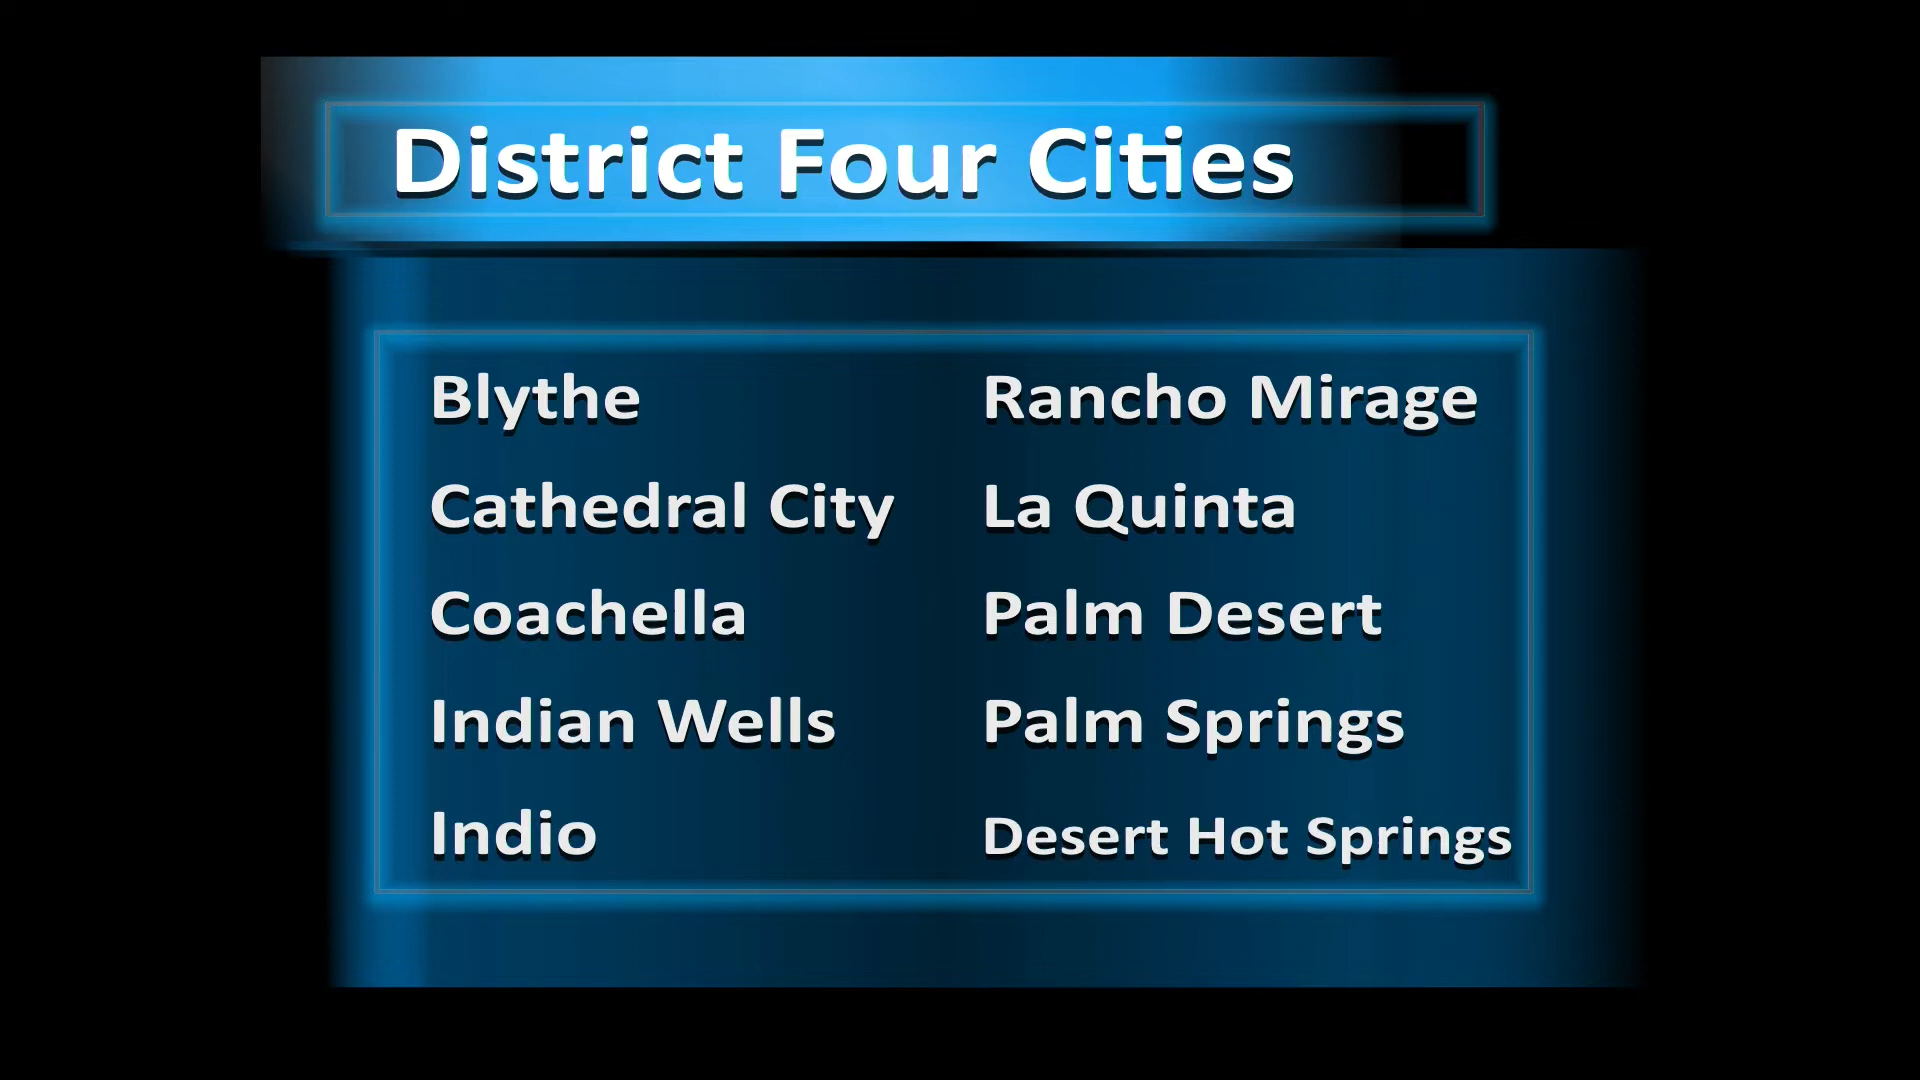 District Four Cities
Blythe
Cathedral City
Coachella
Indian Wells
Indio
Rancho Mirage
La Quinta
Palm Desert
Palm Springs
Desert Hot Springs